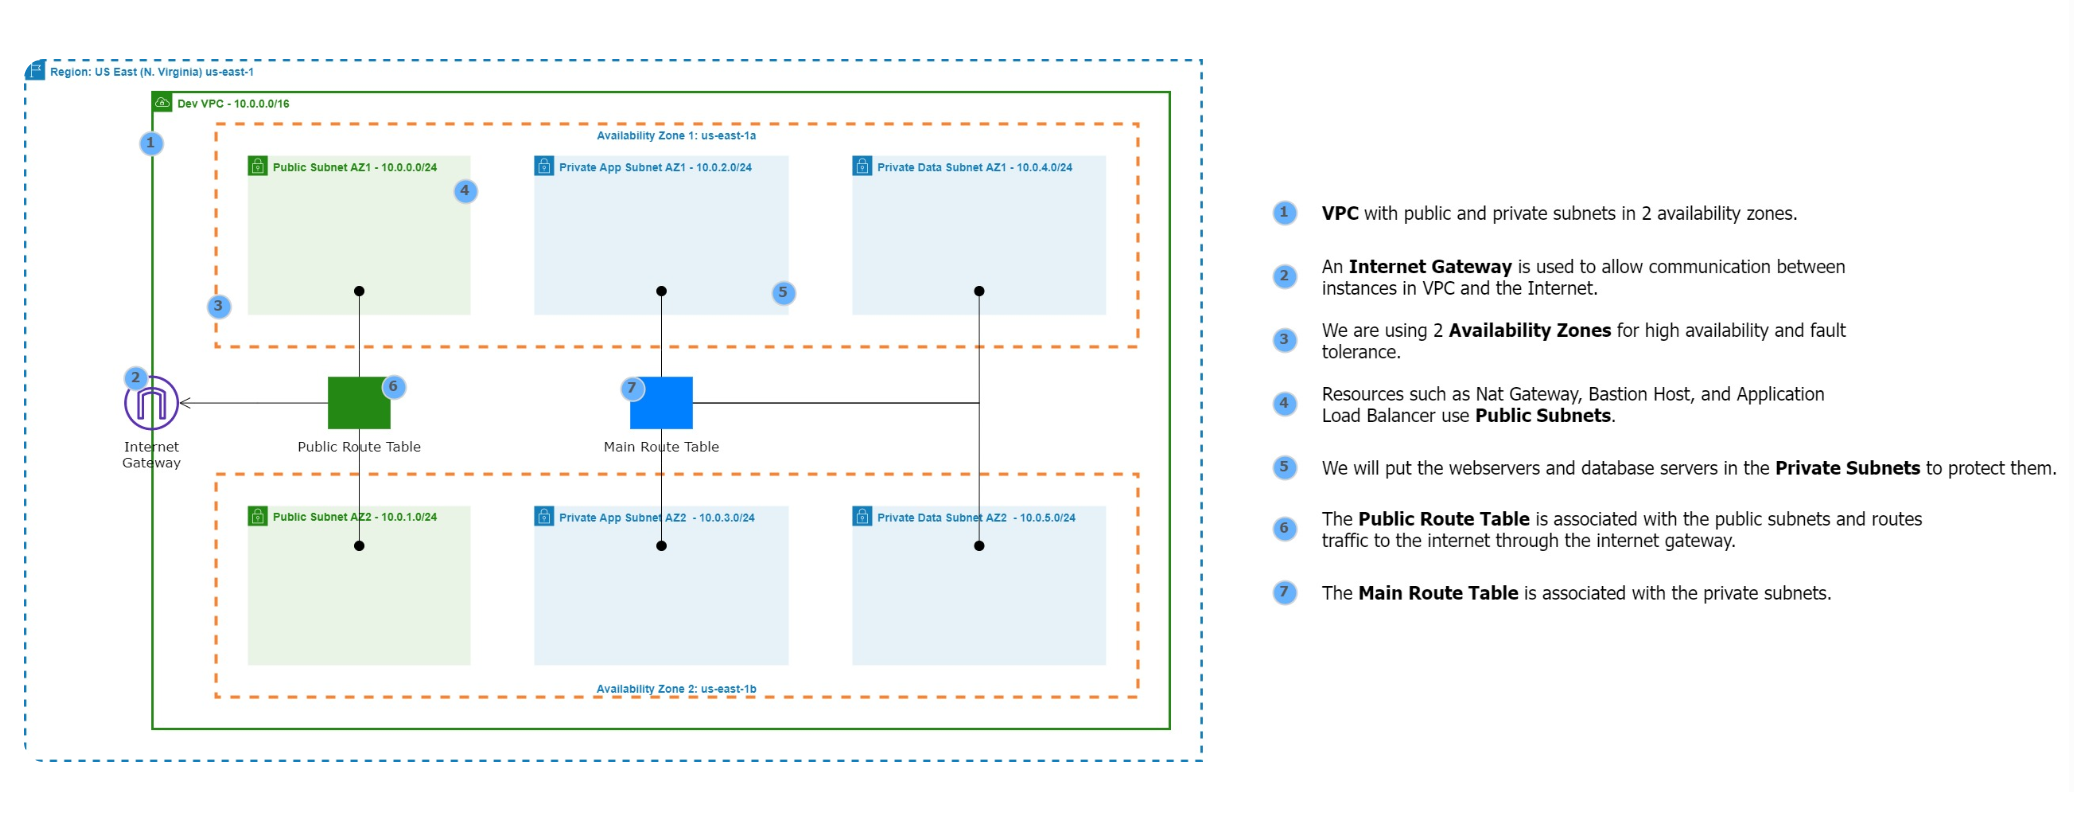 Region: US East (N. Virginia) us-east-1
Dev VPC - 10.0.0.0/16
1
Availability Zone 1: us-east-1a
Public Subnet AZ1 - 10.0.0.0/24
Private App Subnet AZ1 - 10.0.2.0/24
Private Data Subnet AZ1 - 10.0.4.0/24
4
5
3
2
6
7
Internet
Gateway
Public Route Table
Main Route Table
Public Subnet AZ2 - 10.0.1.0/24
Private App Subnet AZ2 - 10.0.3.0/24
Private Data Subnet AZ2 - 10.0.5.0/24
Availability Zone 2: us-east-1b
1 VPC with public and private subnets in 2 availability zones.
2 An Internet Gateway is used to allow communication between
instances in VPC and the Internet.
3 We are using 2 Availability Zones for high availability and fault
tolerance.
4 Resources such as Nat Gateway, Bastion Host, and Application
Load Balancer use Public Subnets.
5 We will put the webservers and database servers in the Private Subnets to protect them.
6 The Public Route Table is associated with the public subnets and routes
traffic to the internet through the internet gateway.
7 The Main Route Table is associated with the private subnets.